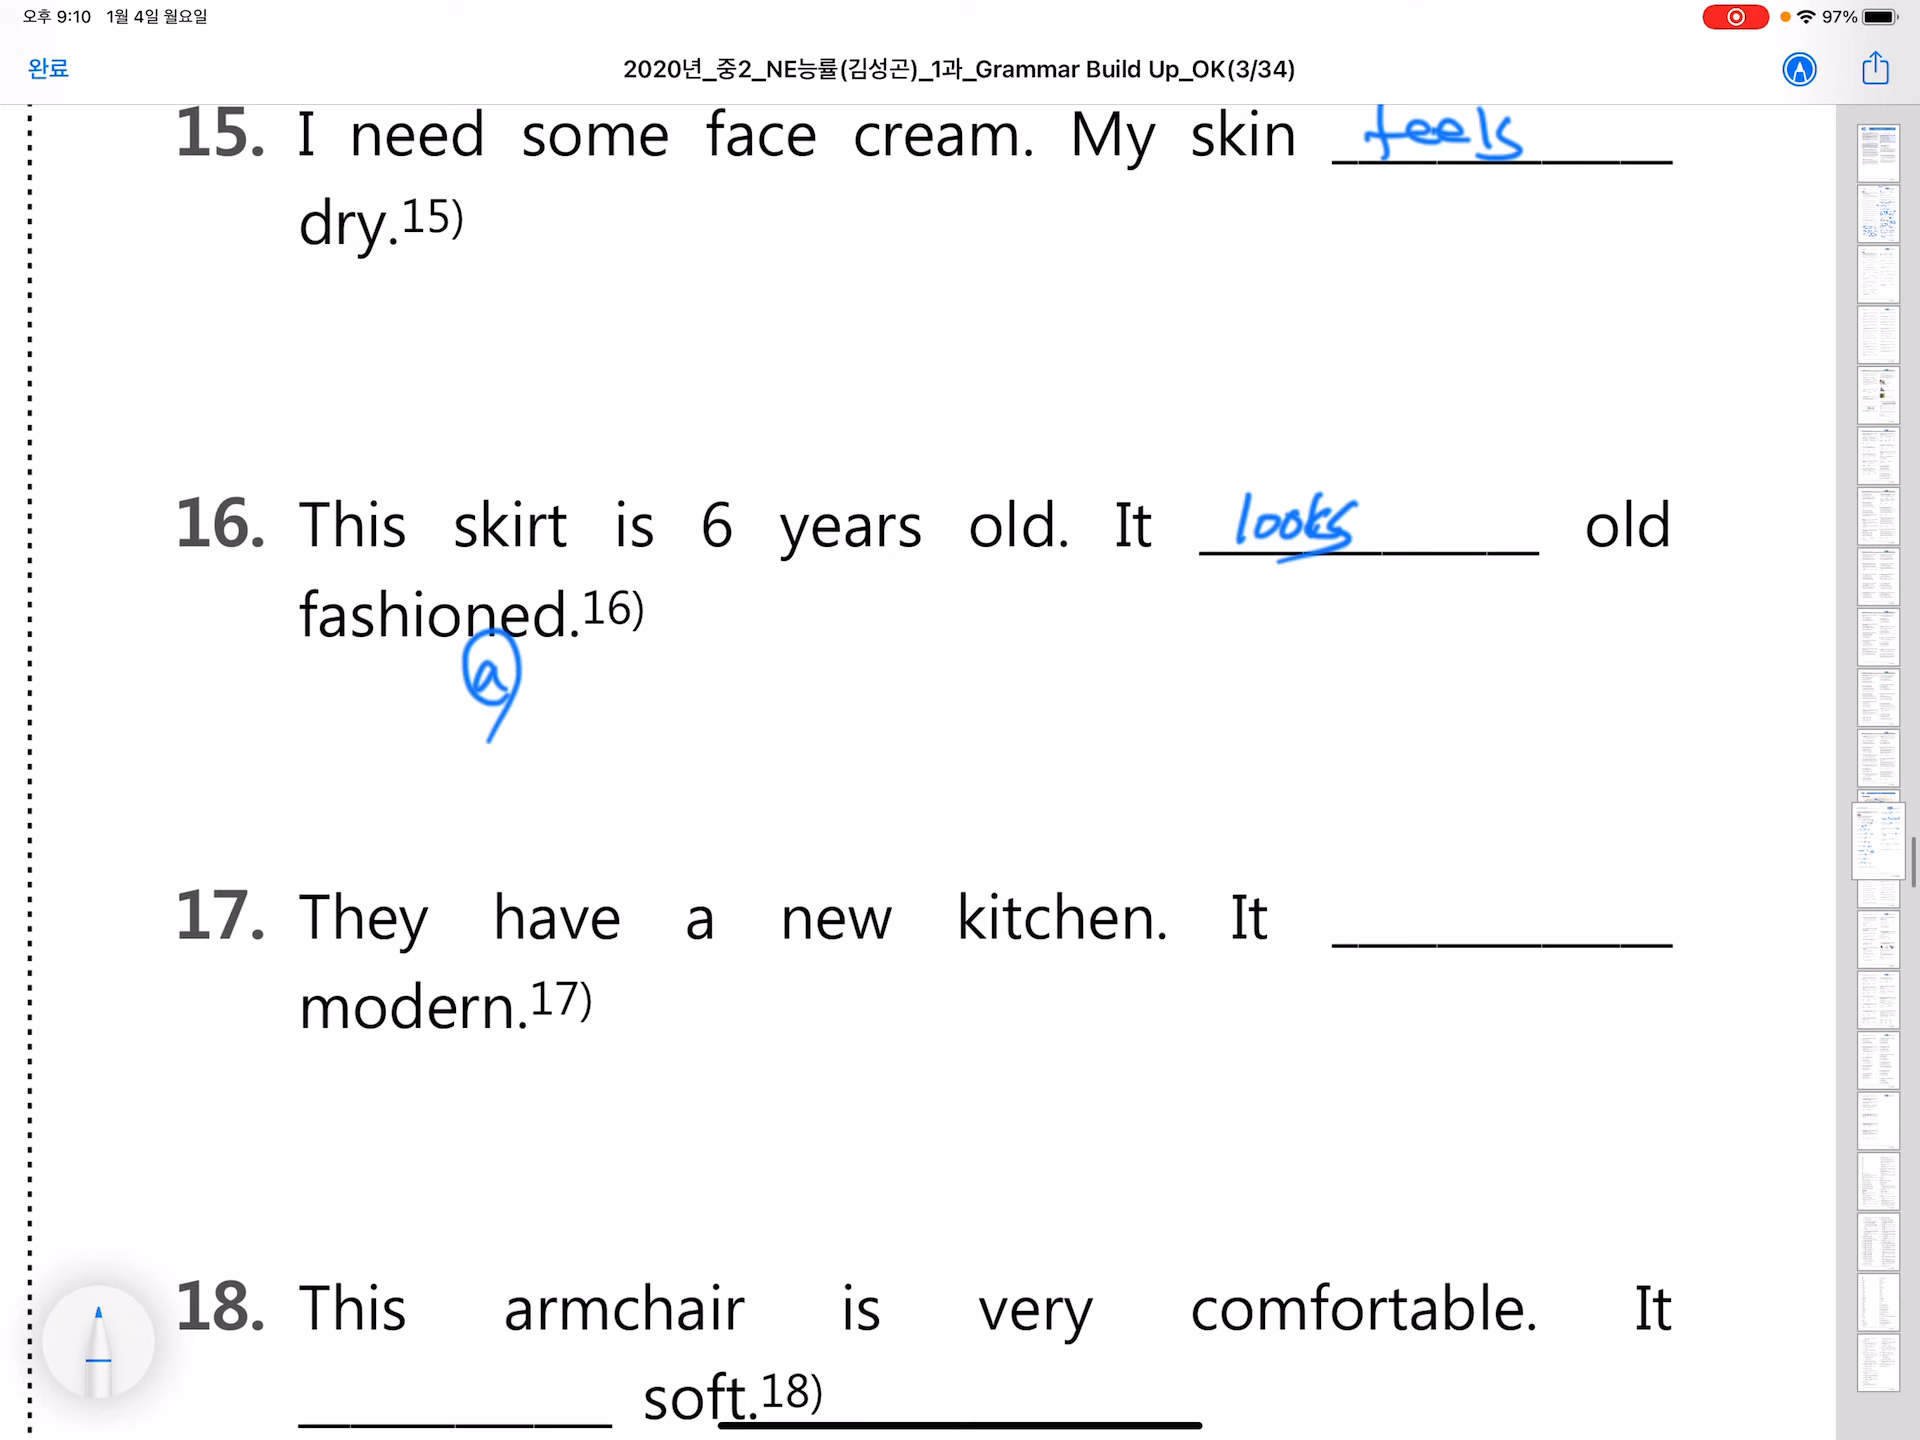 오후 9:10 1월 4일 월요일
97%
완료
2020년_중2_NE능률(김성곤)_1과_Grammar Build Up_OK(3/34)
15. I need some face cream. My skin feels
dry.15)
16. This skirt is 6 years old. It looks old
fashioned.16)
a
17. They have a new kitchen. It ____________
modern.17)
18. This armchair is very comfortable. It
____________ soft.18)